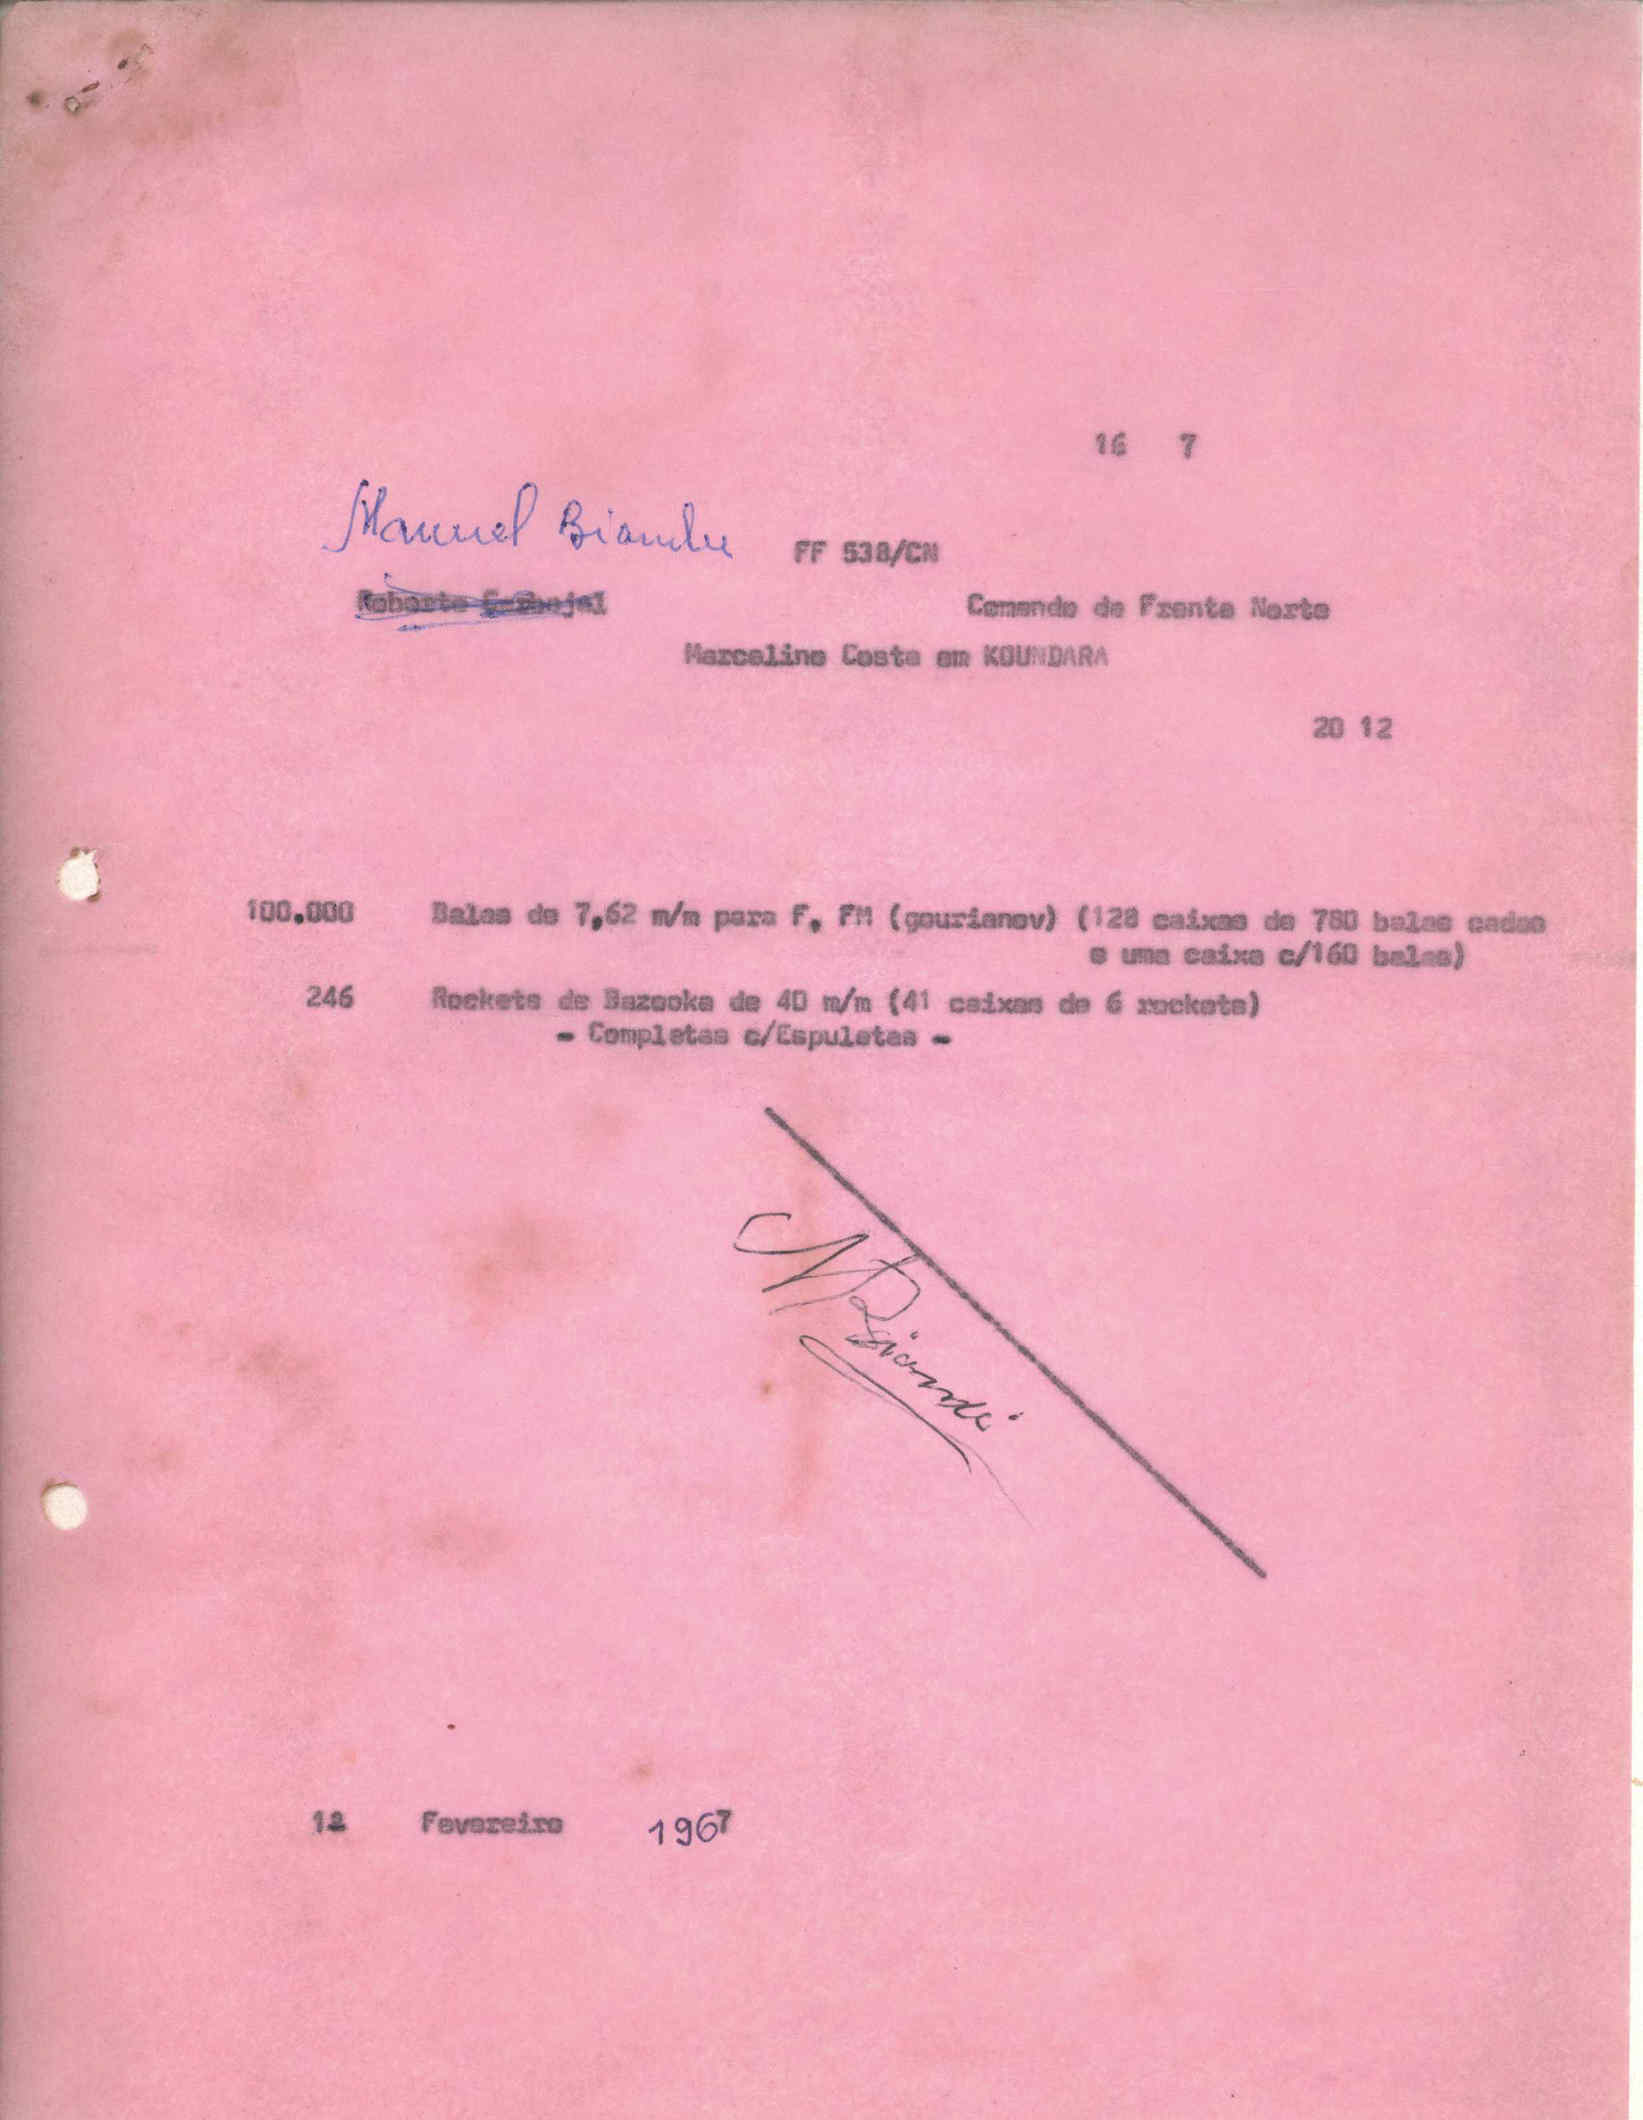 16 7
Manuel Biandu
FF 538/CN
Roberto Carbajal
Comando de Frente Norte
Marcelino Costa em KOUNDARA
20 12
100.000 Balas de 7,62 m/m para F, FM (gourianov) (128 caixas de 780 balas cadas
e uma caixa c/160 balas)
246 Rockets de Bazooka de 40 m/m (41 caixas de 6 rockets)
- Completas c/Espuletas -
12 Fevereiro 1967